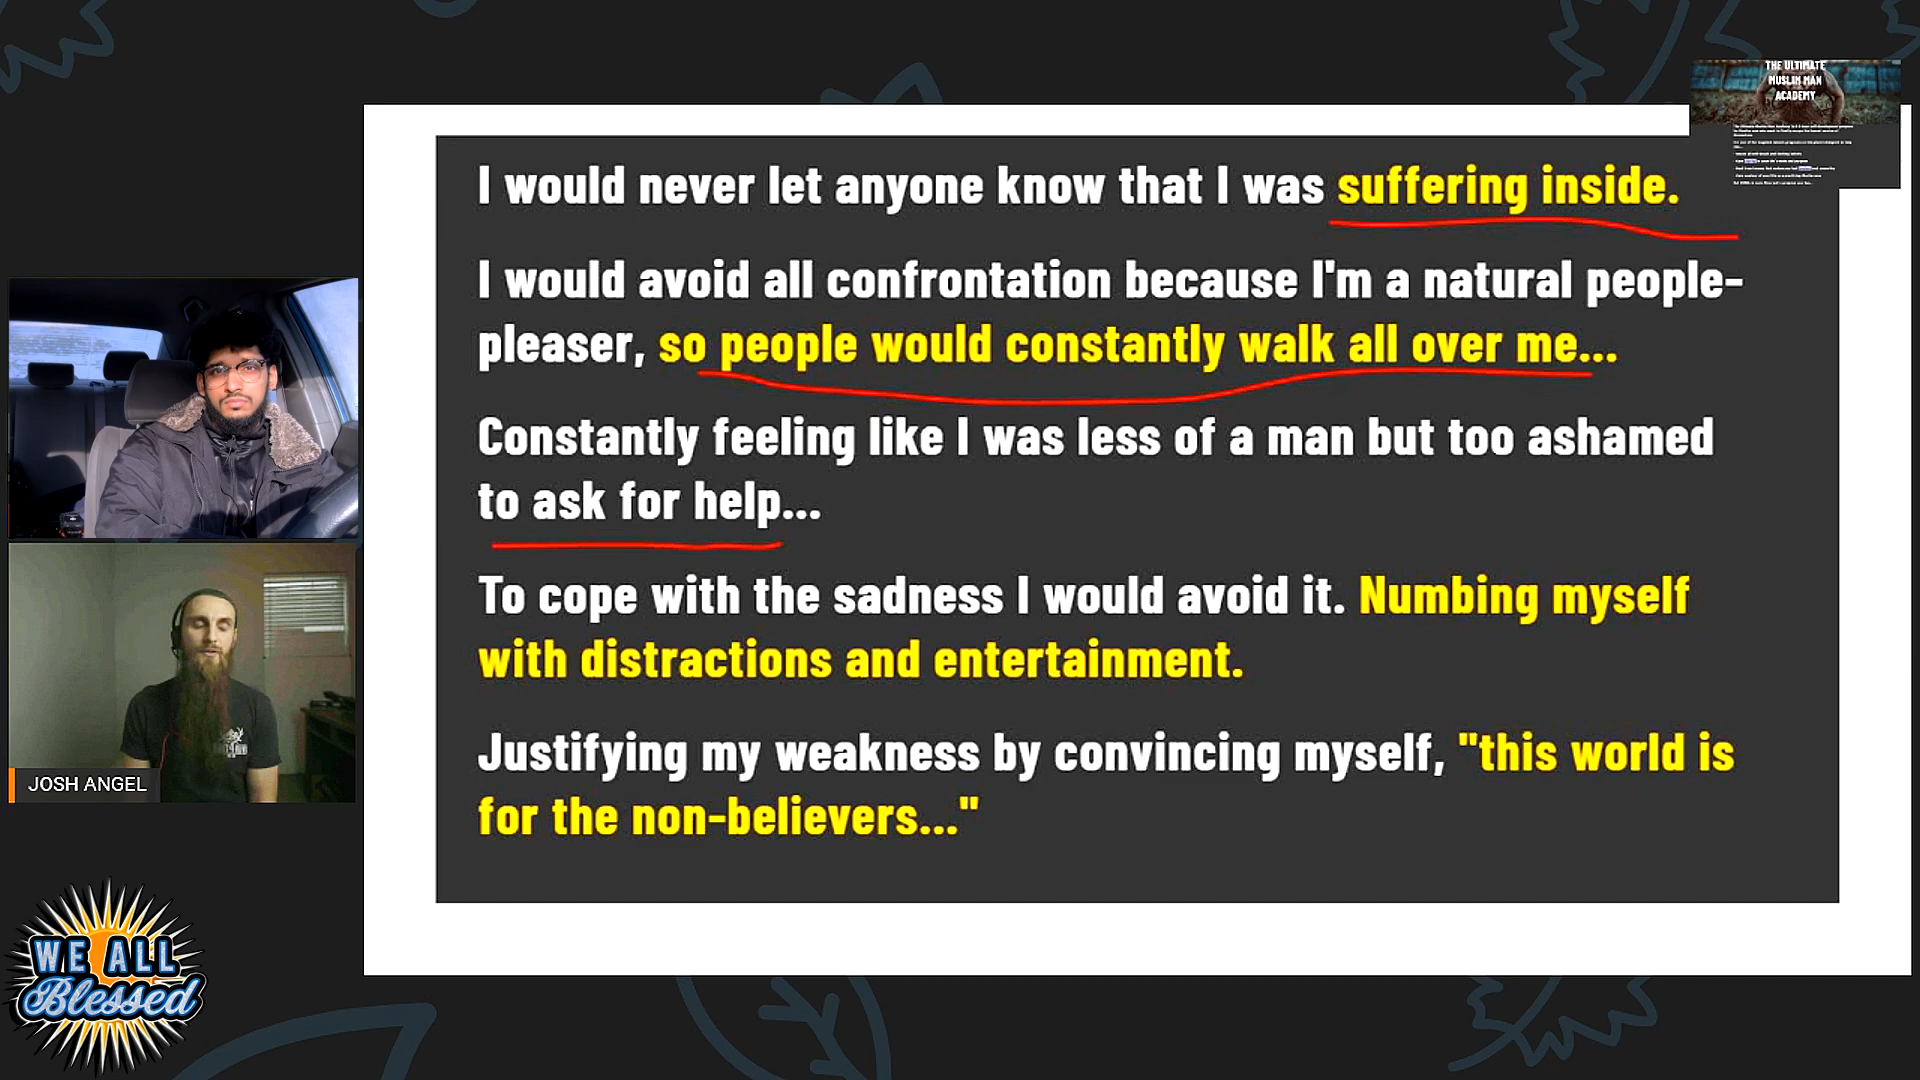 THE ULTIMATE
MUSLIM MAN
ACADEMY
I would never let anyone know that I was suffering inside.
I would avoid all confrontation because I'm a natural people-
pleaser, so people would constantly walk all over me...
Constantly feeling like I was less of a man but too ashamed
to ask for help...
To cope with the sadness I would avoid it. Numbing myself
with distractions and entertainment.
Justifying my weakness by convincing myself, "this world is
for the non-believers..."
JOSH ANGEL
WE ALL
Blessed